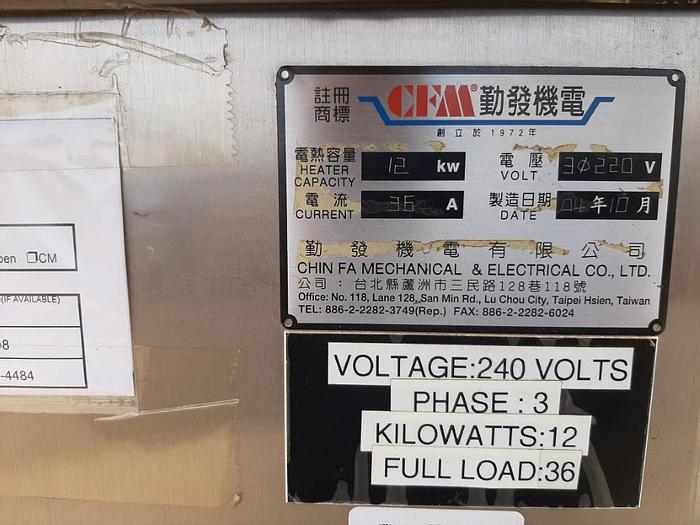 註冊
商標
CFM® 勤發機電
創立於1972年
電熱容量
HEATER
CAPACITY
12 kw
電壓
VOLT.
3Φ220 V
電流
CURRENT
36 A
製造日期
DATE
04年10月
勤發機電有限公司
CHIN FA MECHANICAL & ELECTRICAL CO., LTD.
公司：台北縣蘆洲市三民路128巷118號
Office: No. 118, Lane 128, San Min Rd., Lu Chou City, Taipei Hsien, Taiwan
TEL: 886-2-2282-3749(Rep.) FAX: 886-2-2282-6024
VOLTAGE:240 VOLTS
PHASE : 3
KILOWATTS:12
FULL LOAD:36
CM
(IF AVAILABLE)
-4484